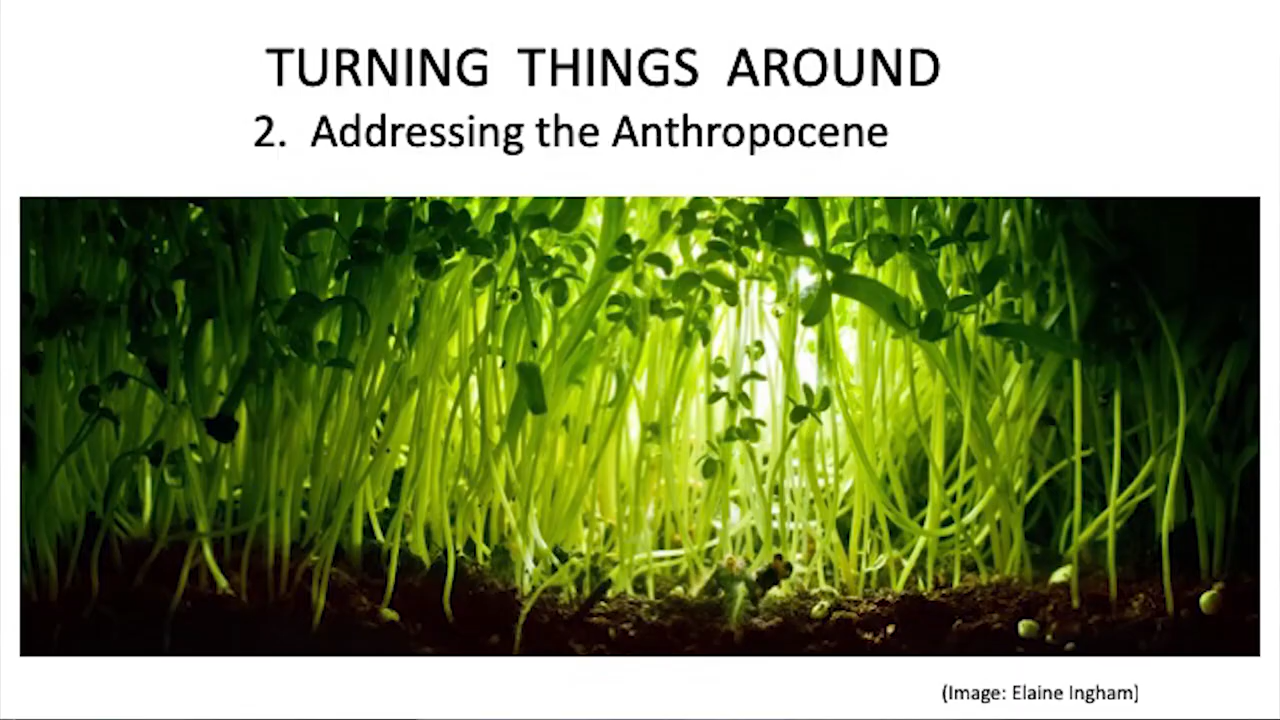 TURNING THINGS AROUND
2. Addressing the Anthropocene
(Image: Elaine Ingham)